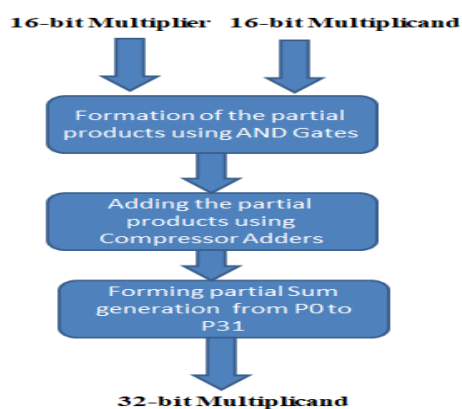 16-bit Multiplier 16-bit Multiplicand
Formation of the partial
products using AND Gates
Adding the partial
products using
Compressor Adders
Forming partial Sum
generation from P0 to
P31
32-bit Multiplicand